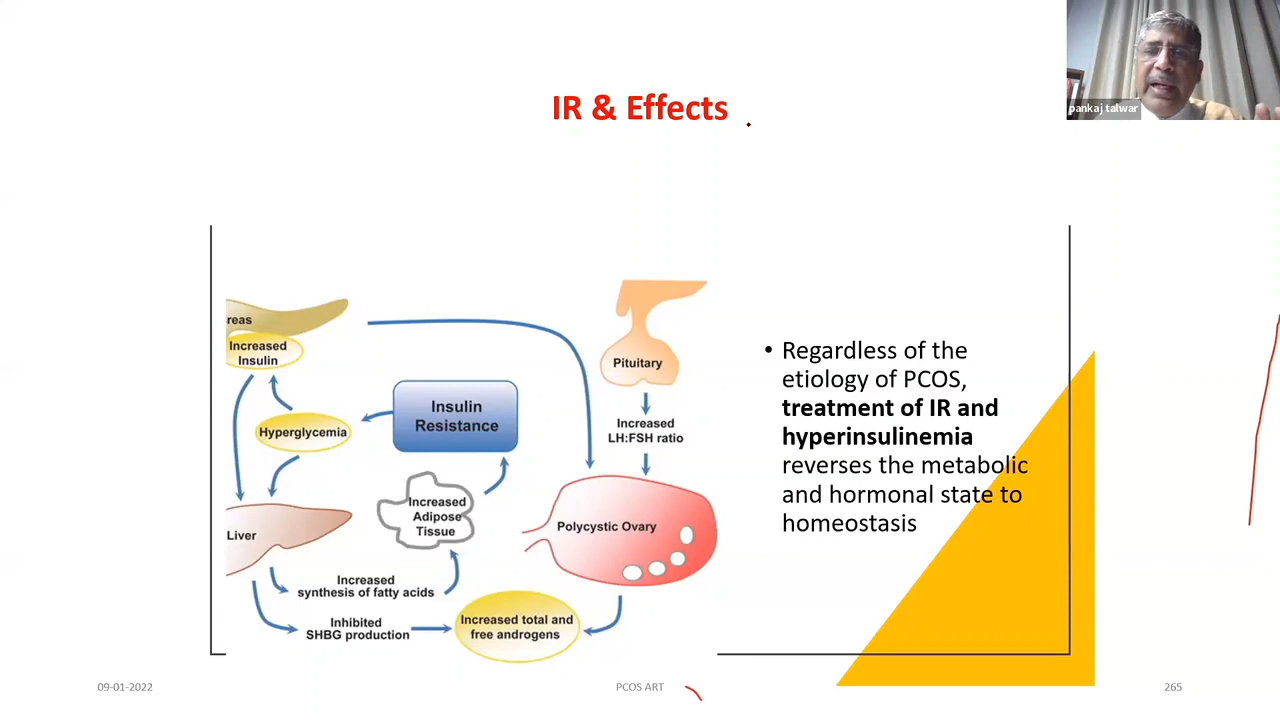 pankaj talwar
IR & Effects
reas
Increased
Insulin
Hyperglycemia
Insulin
Resistance
Pituitary
Increased
LH:FSH ratio
Increased
Adipose
Tissue
Polycystic Ovary
Liver
Increased
synthesis of fatty acids
Inhibited
SHBG production
Increased total and
free androgens
• Regardless of the
etiology of PCOS,
treatment of IR and
hyperinsulinemia
reverses the metabolic
and hormonal state to
homeostasis
09-01-2022
PCOS ART
265